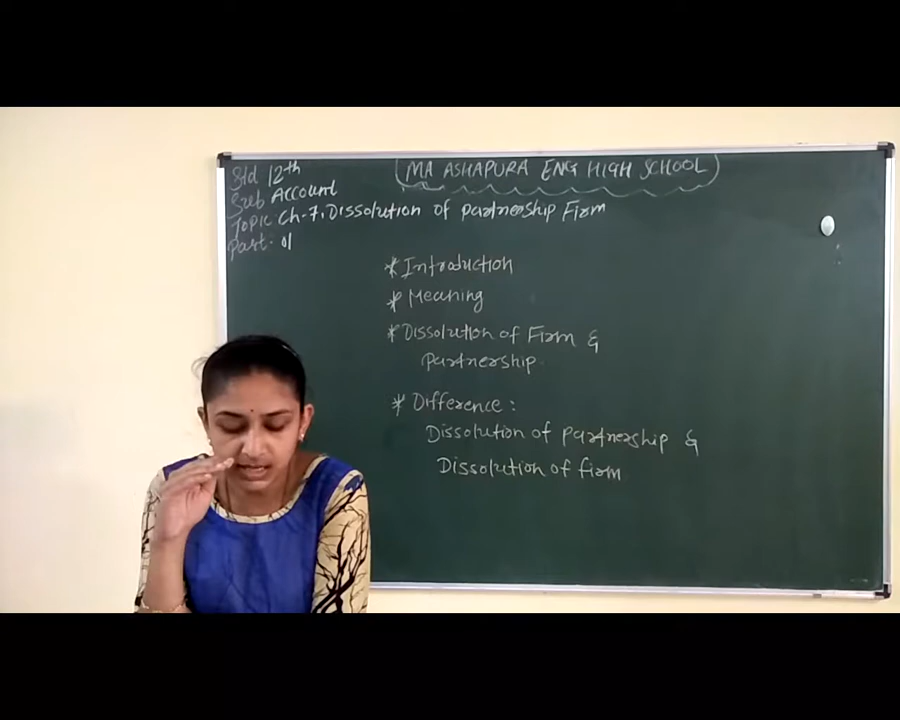 MA ASHAPURA ENG HIGH SCHOOL
Std 12th
Sub Account
Topic: Ch-7, Dissolution of partnership Firm
Part: 01
* Introduction
* Meaning
* Dissolution of Firm &
partnership.
* Difference:
Dissolution of partnership &
Dissolution of firm